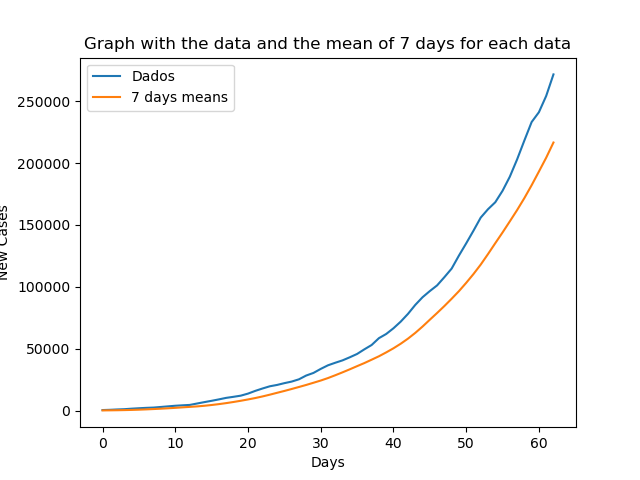 Graph with the data and the mean of 7 days for each data
Dados
7 days means
250000
200000
150000
100000
50000
0
New Cases
0 10 20 30 40 50 60
Days